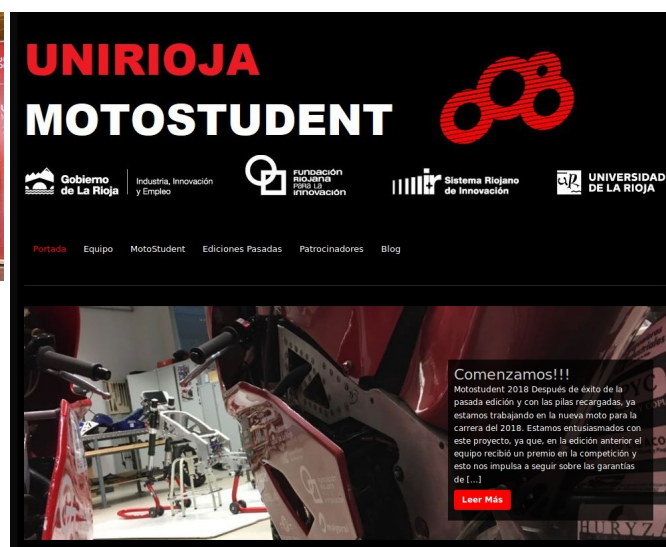 UNIRIOJA
MOTOSTUDENT
Gobierno
de La Rioja
Industria, Innovación
y Empleo
FUNDACIÓN
RIOJANA
PARA LA
INNOVACIÓN
Sistema Riojano
de Innovación
UR
UNIVERSIDAD
DE LA RIOJA
Portada Equipo MotoStudent Ediciones Pasadas Patrocinadores Blog
Comenzamos!!!
Motostudent 2018 Después de éxito de la
pasada edición y con las pilas recargadas, ya
estamos trabajando en la nueva moto para la
carrera del 2018. Estamos entusiasmados con
este proyecto, ya que, en la edición anterior el
equipo recibió un premio en la competición y
esto nos impulsa a seguir sobre las garantías
de [...]
Leer Más
HURYZA